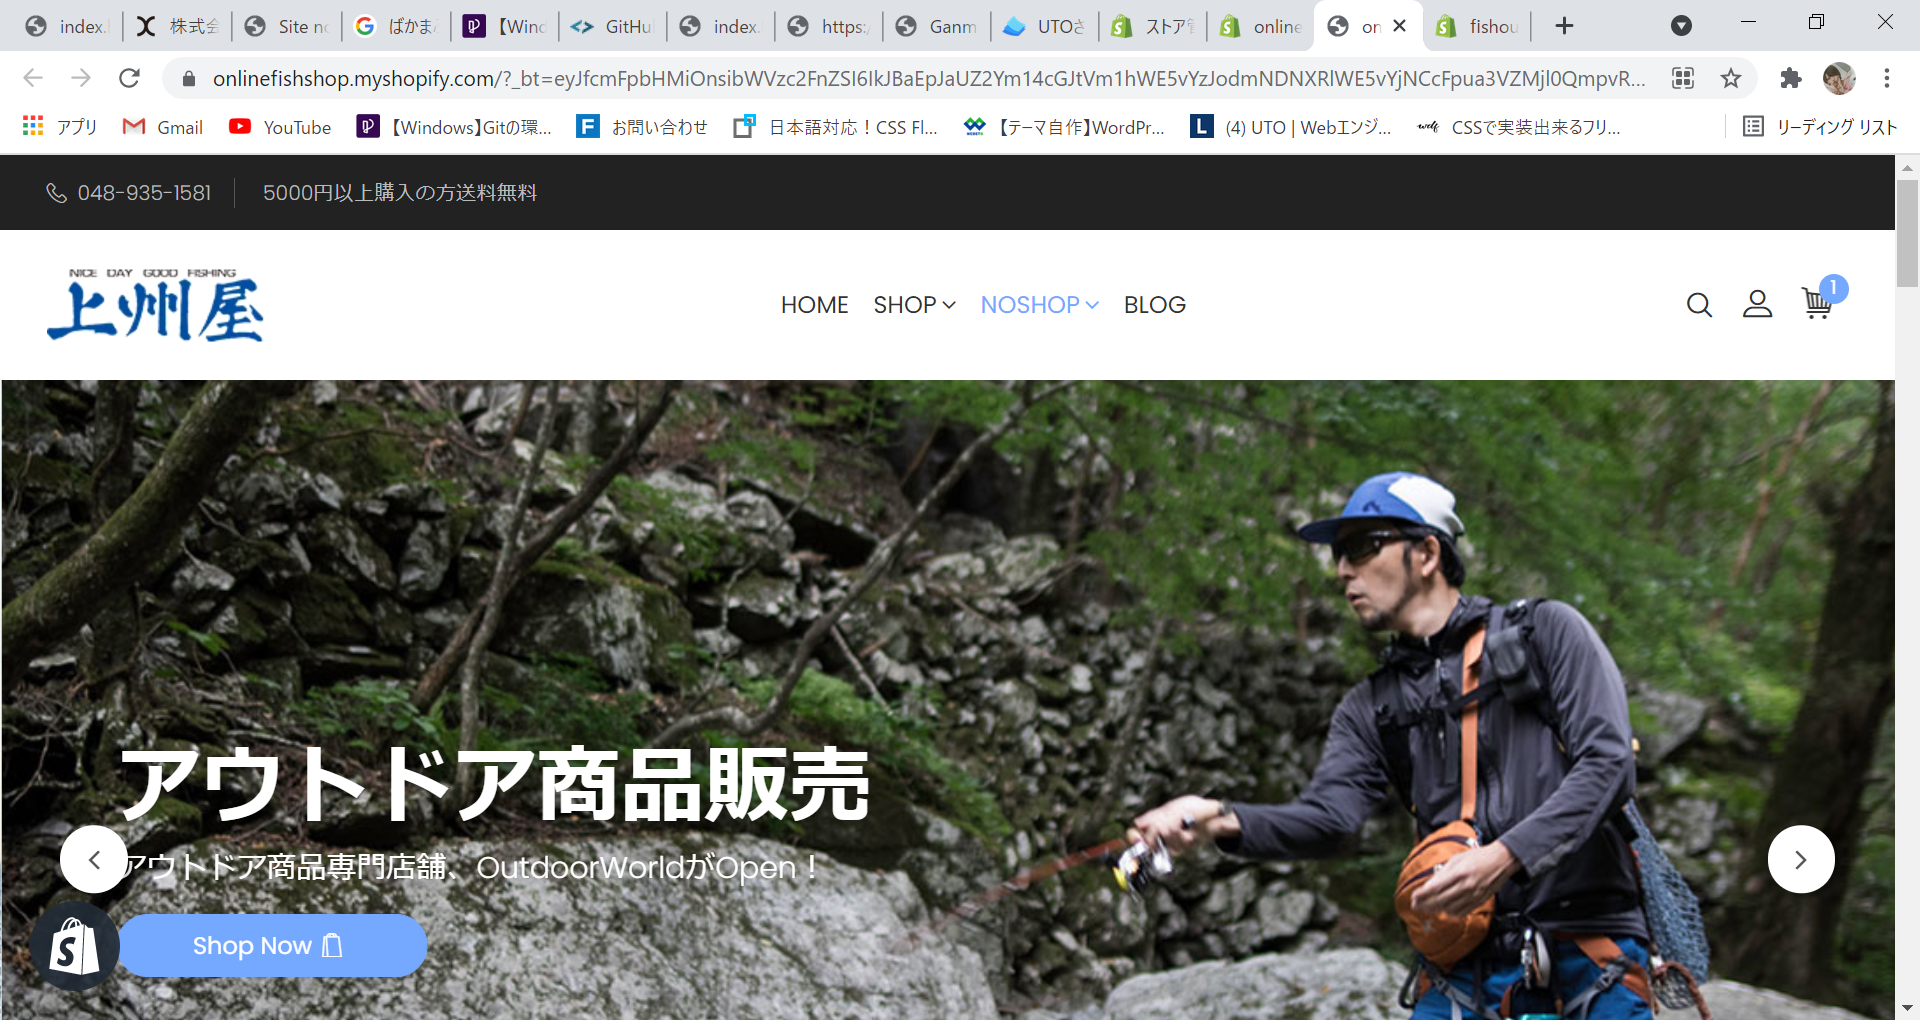 index.
株式会
Site no
ばかま
【Wind
GitHu
index.
https:
Ganm
UTOさ
ストア管
online
on
fishou
onlinefishshop.myshopify.com/?_bt=eyJfcmFpbHMiOnsibWVzc2FnZSI6IkJBaEpJaUZ2Ym14cGJtVm1hWE5vYzJodmNDNXRlWE5vYjNCcFpua3VZMjl0QmpvR...
アプリ
Gmail
YouTube
【Windows】Gitの環...
お問い合わせ
日本語対応！CSS Fl...
【テーマ自作】WordPr...
(4) UTO | Webエンジ...
CSSで実装出来るフリ...
リーディング リスト
048-935-1581
5000円以上購入の方送料無料
NICE DAY GOOD FISHING
上州屋
HOME
SHOP
NOSHOP
BLOG
1
アウトドア商品販売
アウトドア商品専門店舗、OutdoorWorldがOpen！
Shop Now